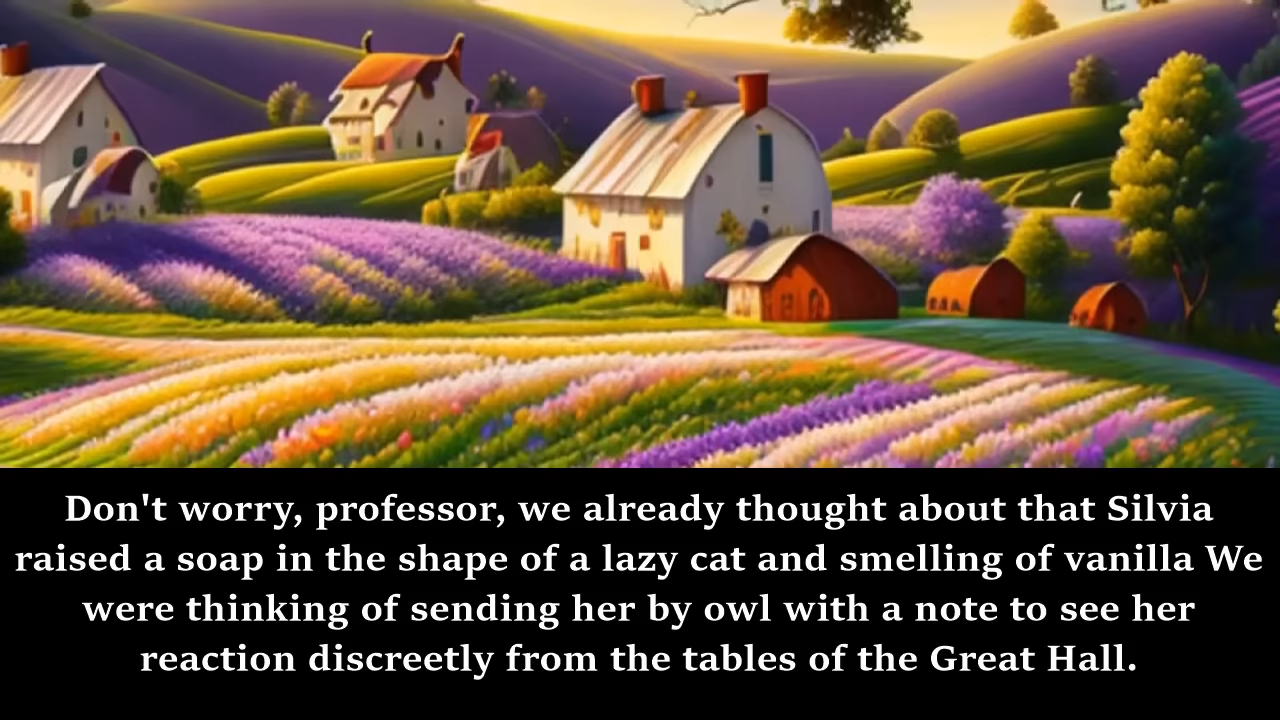 Don't worry, professor, we already thought about that Silvia
raised a soap in the shape of a lazy cat and smelling of vanilla We
were thinking of sending her by owl with a note to see her
reaction discreetly from the tables of the Great Hall.